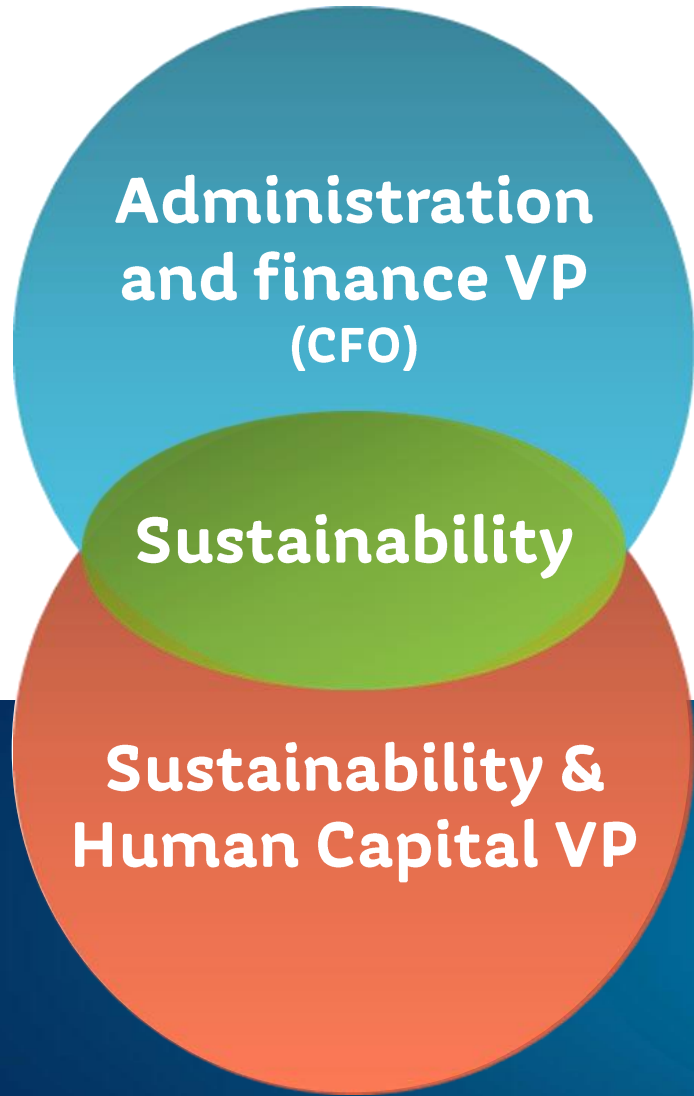 Administration
and finance VP
(CFO)
Sustainability
Sustainability &
Human Capital VP